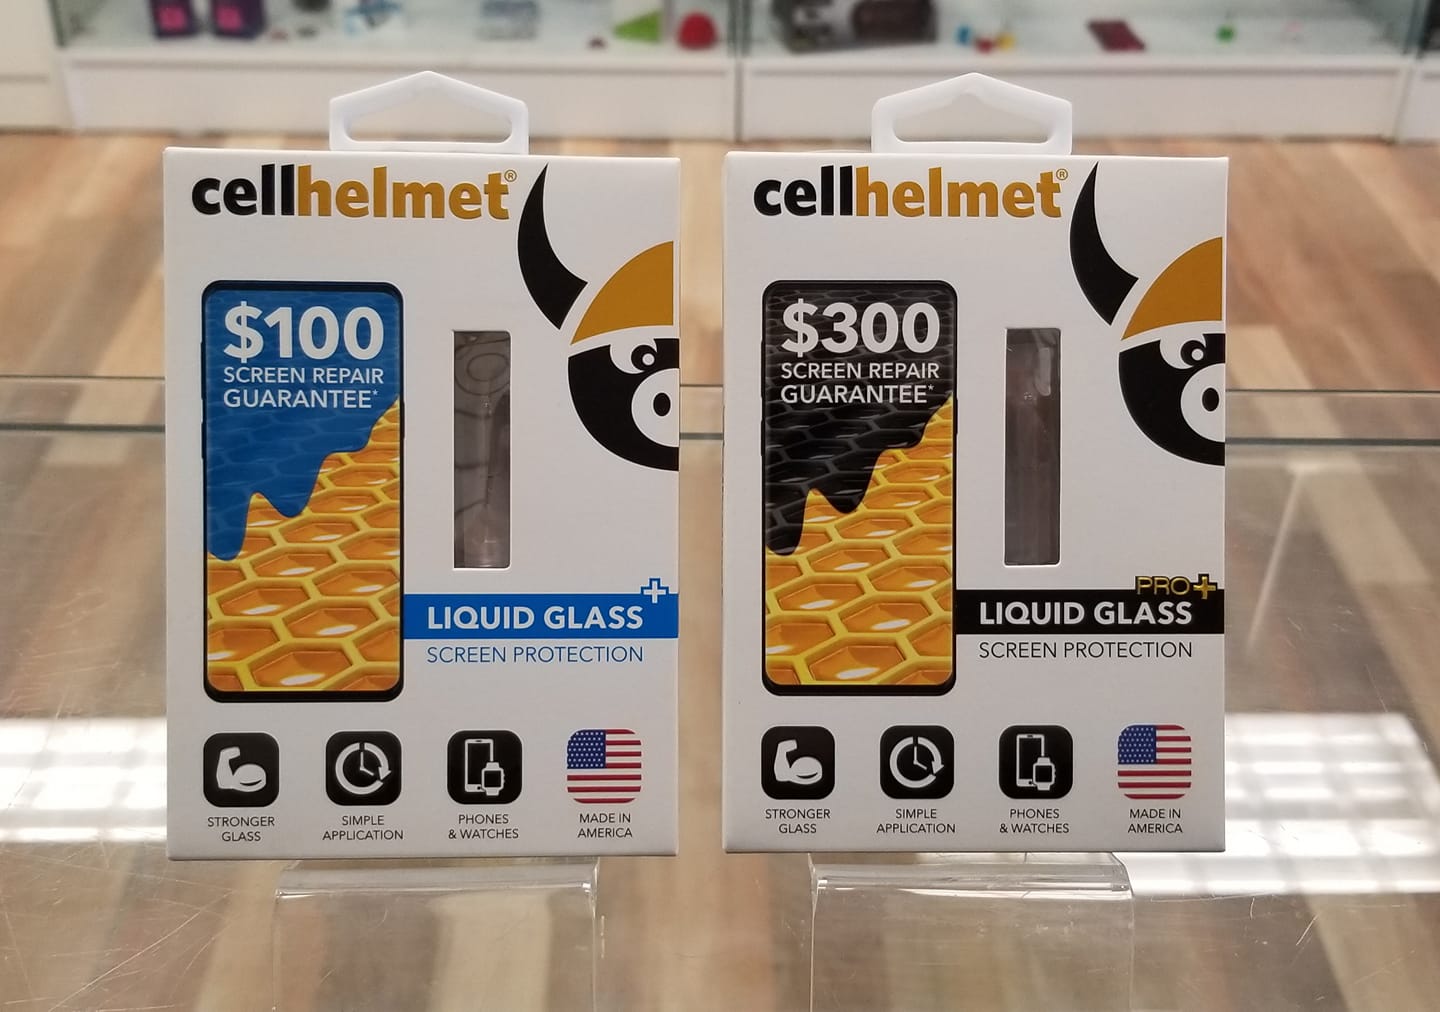 cellhelmet®
$100
SCREEN REPAIR
GUARANTEE*
+
LIQUID GLASS
SCREEN PROTECTION
STRONGER
GLASS
SIMPLE
APPLICATION
PHONES
& WATCHES
MADE IN
AMERICA
cellhelmet®
$300
SCREEN REPAIR
GUARANTEE*
PRO+
LIQUID GLASS
SCREEN PROTECTION
STRONGER
GLASS
SIMPLE
APPLICATION
PHONES
& WATCHES
MADE IN
AMERICA